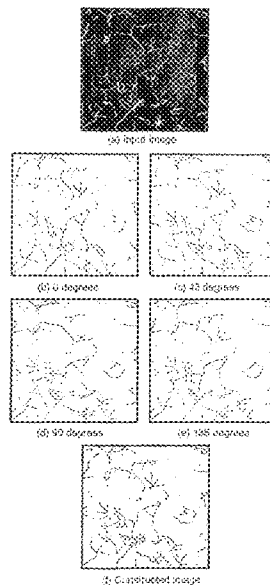 (a) Input image
(b) 0 degrees
(c) 45 degrees
(d) 90 degrees
(e) 135 degrees
(f) Constructed image